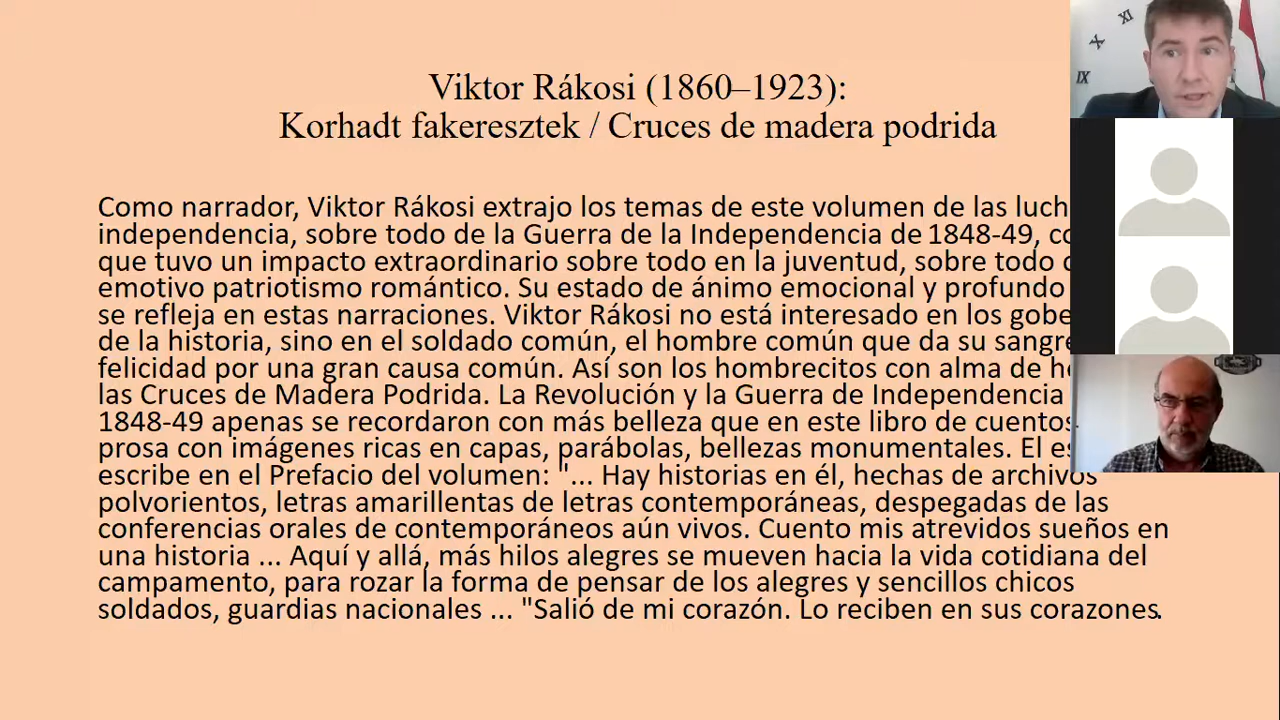 Viktor Rákosi (1860–1923):
Korhadt fakeresztek / Cruces de madera podrida
Como narrador, Viktor Rákosi extrajo los temas de este volumen de las
independencia, sobre todo de la Guerra de la Independencia de 1848-49,
que tuvo un impacto extraordinario sobre todo en la juventud, sobre todo
emotivo patriotismo romántico. Su estado de ánimo emocional y profundo
se refleja en estas narraciones. Viktor Rákosi no está interesado en los
de la historia, sino en el soldado común, el hombre común que da su sangre
felicidad por una gran causa común. Así son los hombrecitos con alma de
las Cruces de Madera Podrida. La Revolución y la Guerra de Independencia
1848-49 apenas se recordaron con más belleza que en este libro de cuentos
prosa con imágenes ricas en capas, parábolas, bellezas monumentales. El
escribe en el Prefacio del volumen: "... Hay historias en él, hechas de archivos
polvorientos, letras amarillentas de letras contemporáneas, despegadas de las
conferencias orales de contemporáneos aún vivos. Cuento mis atrevidos sueños en
una historia ... Aquí y allá, más hilos alegres se mueven hacia la vida cotidiana del
campamento, para rozar la forma de pensar de los alegres y sencillos chicos
soldados, guardias nacionales ... "Salió de mi corazón. Lo reciben en sus corazones.
XI
X
IX